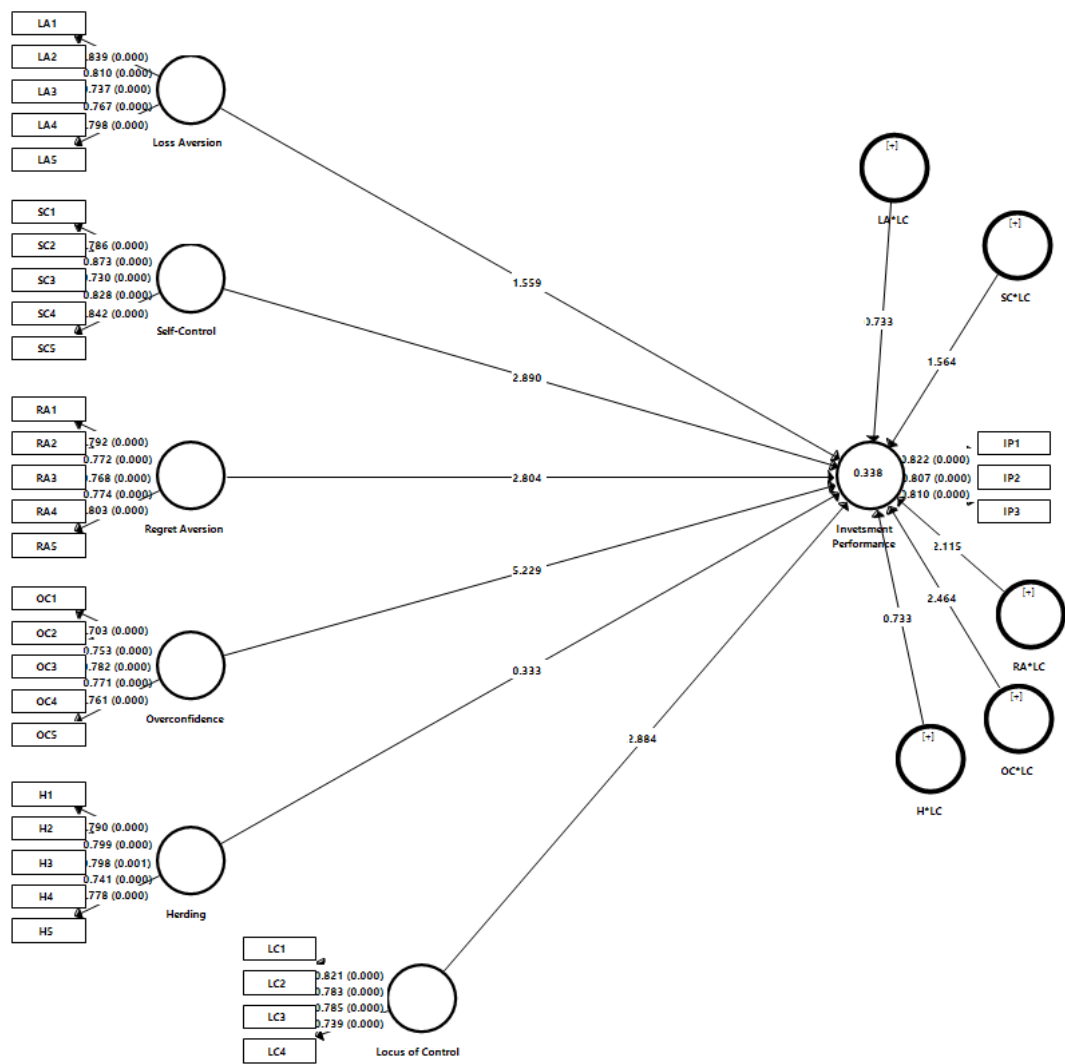 LA1
LA2
LA3
LA4
LA5
.839 (0.000)
0.810 (0.000)
.737 (0.000)
0.767 (0.000)
.798 (0.000)
Loss Aversion
SC1
SC2
SC3
SC4
SC5
.786 (0.000)
0.873 (0.000)
.730 (0.000)
0.828 (0.000)
.842 (0.000)
Self-Control
RA1
RA2
RA3
RA4
RA5
.792 (0.000)
0.772 (0.000)
0.768 (0.000)
0.774 (0.000)
.803 (0.000)
Regret Aversion
OC1
OC2
OC3
OC4
OC5
.703 (0.000)
0.753 (0.000)
0.782 (0.000)
0.771 (0.000)
.761 (0.000)
Overconfidence
H1
H2
H3
H4
H5
.790 (0.000)
0.799 (0.000)
0.798 (0.001)
0.741 (0.000)
.778 (0.000)
Herding
LC1
LC2
LC3
LC4
0.821 (0.000)
0.783 (0.000)
0.785 (0.000)
0.739 (0.000)
Locus of Control
1.559
2.890
2.804
5.229
0.333
2.884
[+]
LA*LC
0.733
[+]
SC*LC
1.564
0.338
Invetsment
Performance
0.822 (0.000)
0.807 (0.000)
0.810 (0.000)
IP1
IP2
IP3
2.115
[+]
RA*LC
2.464
[+]
OC*LC
0.733
[+]
H*LC